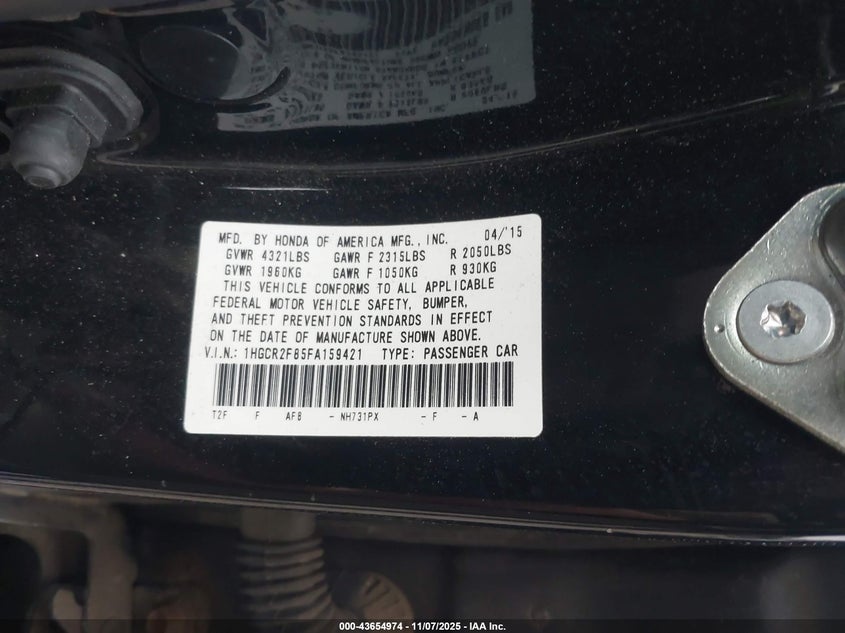 MFD. BY HONDA OF AMERICA MFG., INC. 04/'15
GVWR 4321LBS GAWR F 2315LBS R 2050LBS
GVWR 1960KG GAWR F 1050KG R 930KG
THIS VEHICLE CONFORMS TO ALL APPLICABLE
FEDERAL MOTOR VEHICLE SAFETY, BUMPER,
AND THEFT PREVENTION STANDARDS IN EFFECT
ON THE DATE OF MANUFACTURE SHOWN ABOVE.
V.I.N.: 1HGCR2F85FA159421 TYPE: PASSENGER CAR
T2F F AFB - NH731PX - F - A
000-43654974 - 11/07/2025 - IAA Inc.